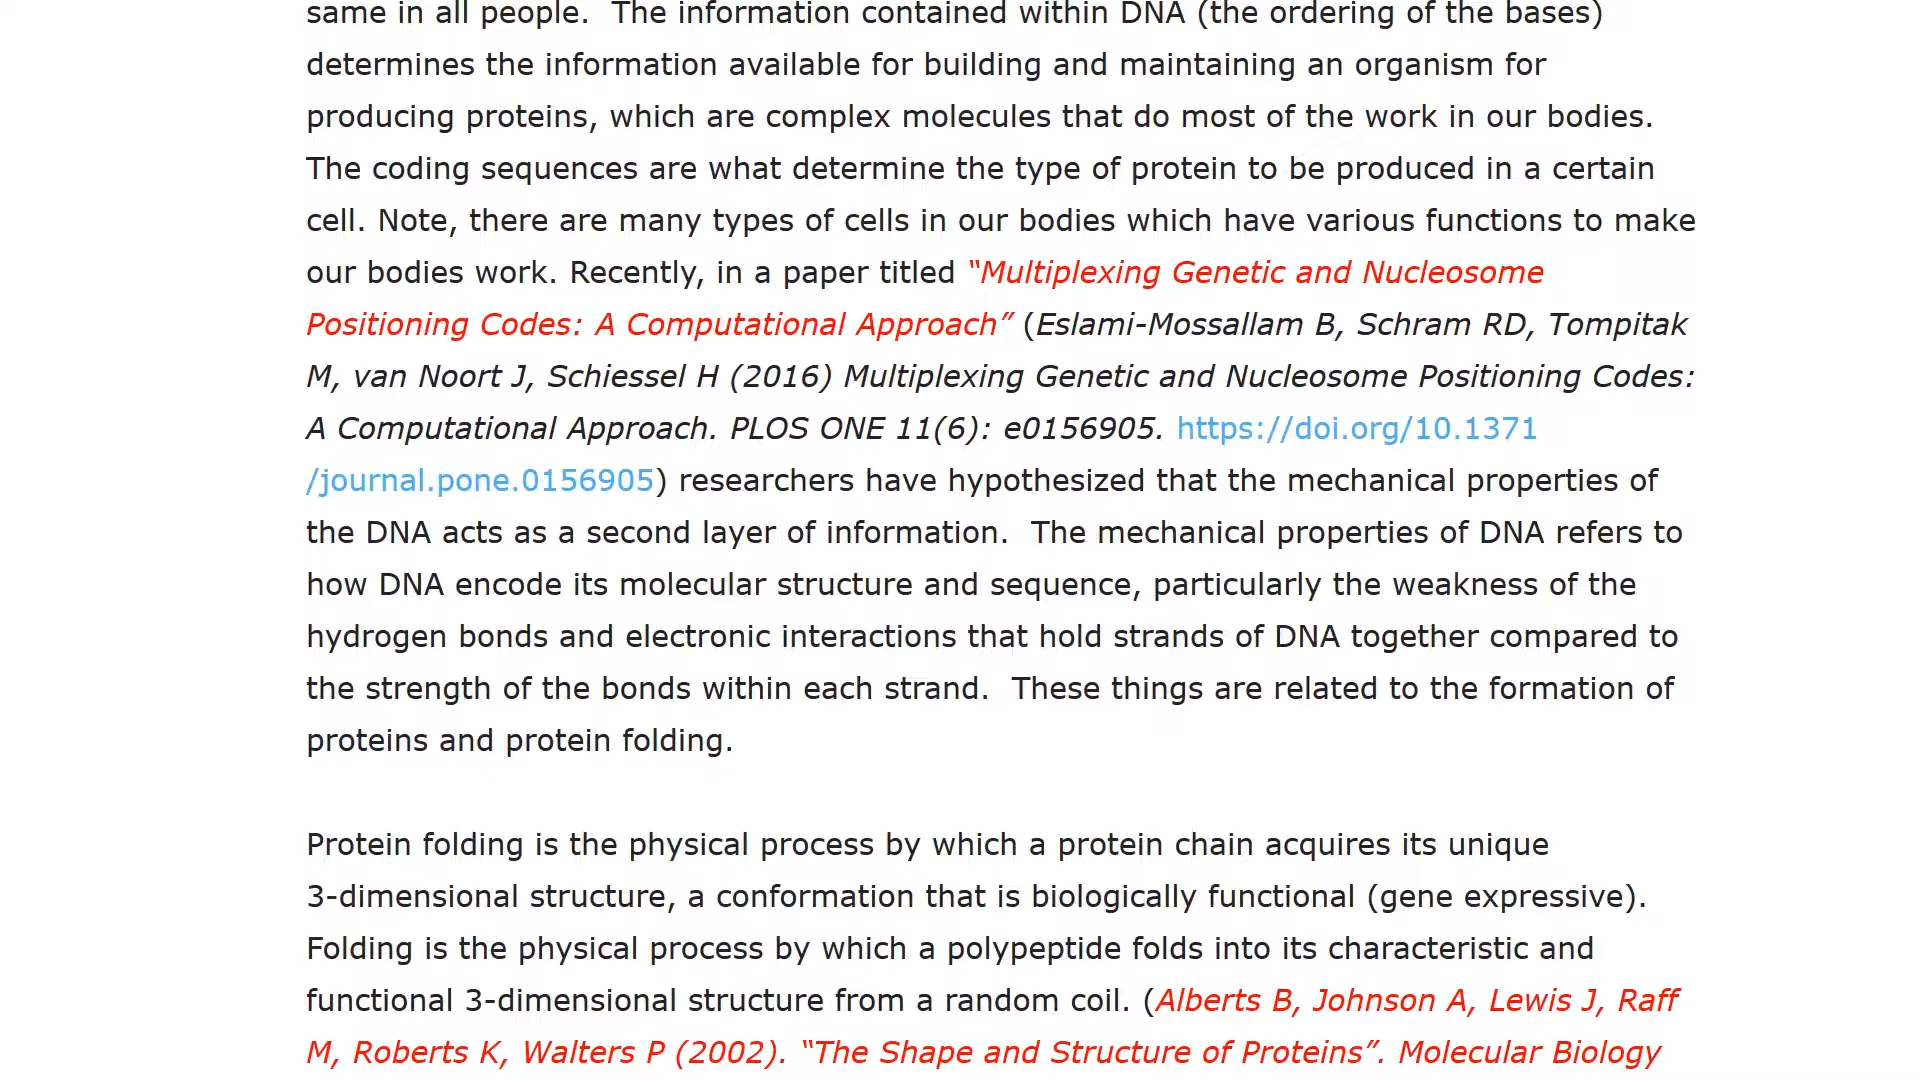 same in all people.  The information contained within DNA (the ordering of the bases)
determines the information available for building and maintaining an organism for
producing proteins, which are complex molecules that do most of the work in our bodies.
The coding sequences are what determine the type of protein to be produced in a certain
cell. Note, there are many types of cells in our bodies which have various functions to make
our bodies work. Recently, in a paper titled “Multiplexing Genetic and Nucleosome
Positioning Codes: A Computational Approach” (Eslami-Mossallam B, Schram RD, Tompitak
M, van Noort J, Schiessel H (2016) Multiplexing Genetic and Nucleosome Positioning Codes:
A Computational Approach. PLOS ONE 11(6): e0156905. https://doi.org/10.1371
/journal.pone.0156905) researchers have hypothesized that the mechanical properties of
the DNA acts as a second layer of information.  The mechanical properties of DNA refers to
how DNA encode its molecular structure and sequence, particularly the weakness of the
hydrogen bonds and electronic interactions that hold strands of DNA together compared to
the strength of the bonds within each strand.  These things are related to the formation of
proteins and protein folding.
Protein folding is the physical process by which a protein chain acquires its unique
3-dimensional structure, a conformation that is biologically functional (gene expressive).
Folding is the physical process by which a polypeptide folds into its characteristic and
functional 3-dimensional structure from a random coil. (Alberts B, Johnson A, Lewis J, Raff
M, Roberts K, Walters P (2002). “The Shape and Structure of Proteins”. Molecular Biology